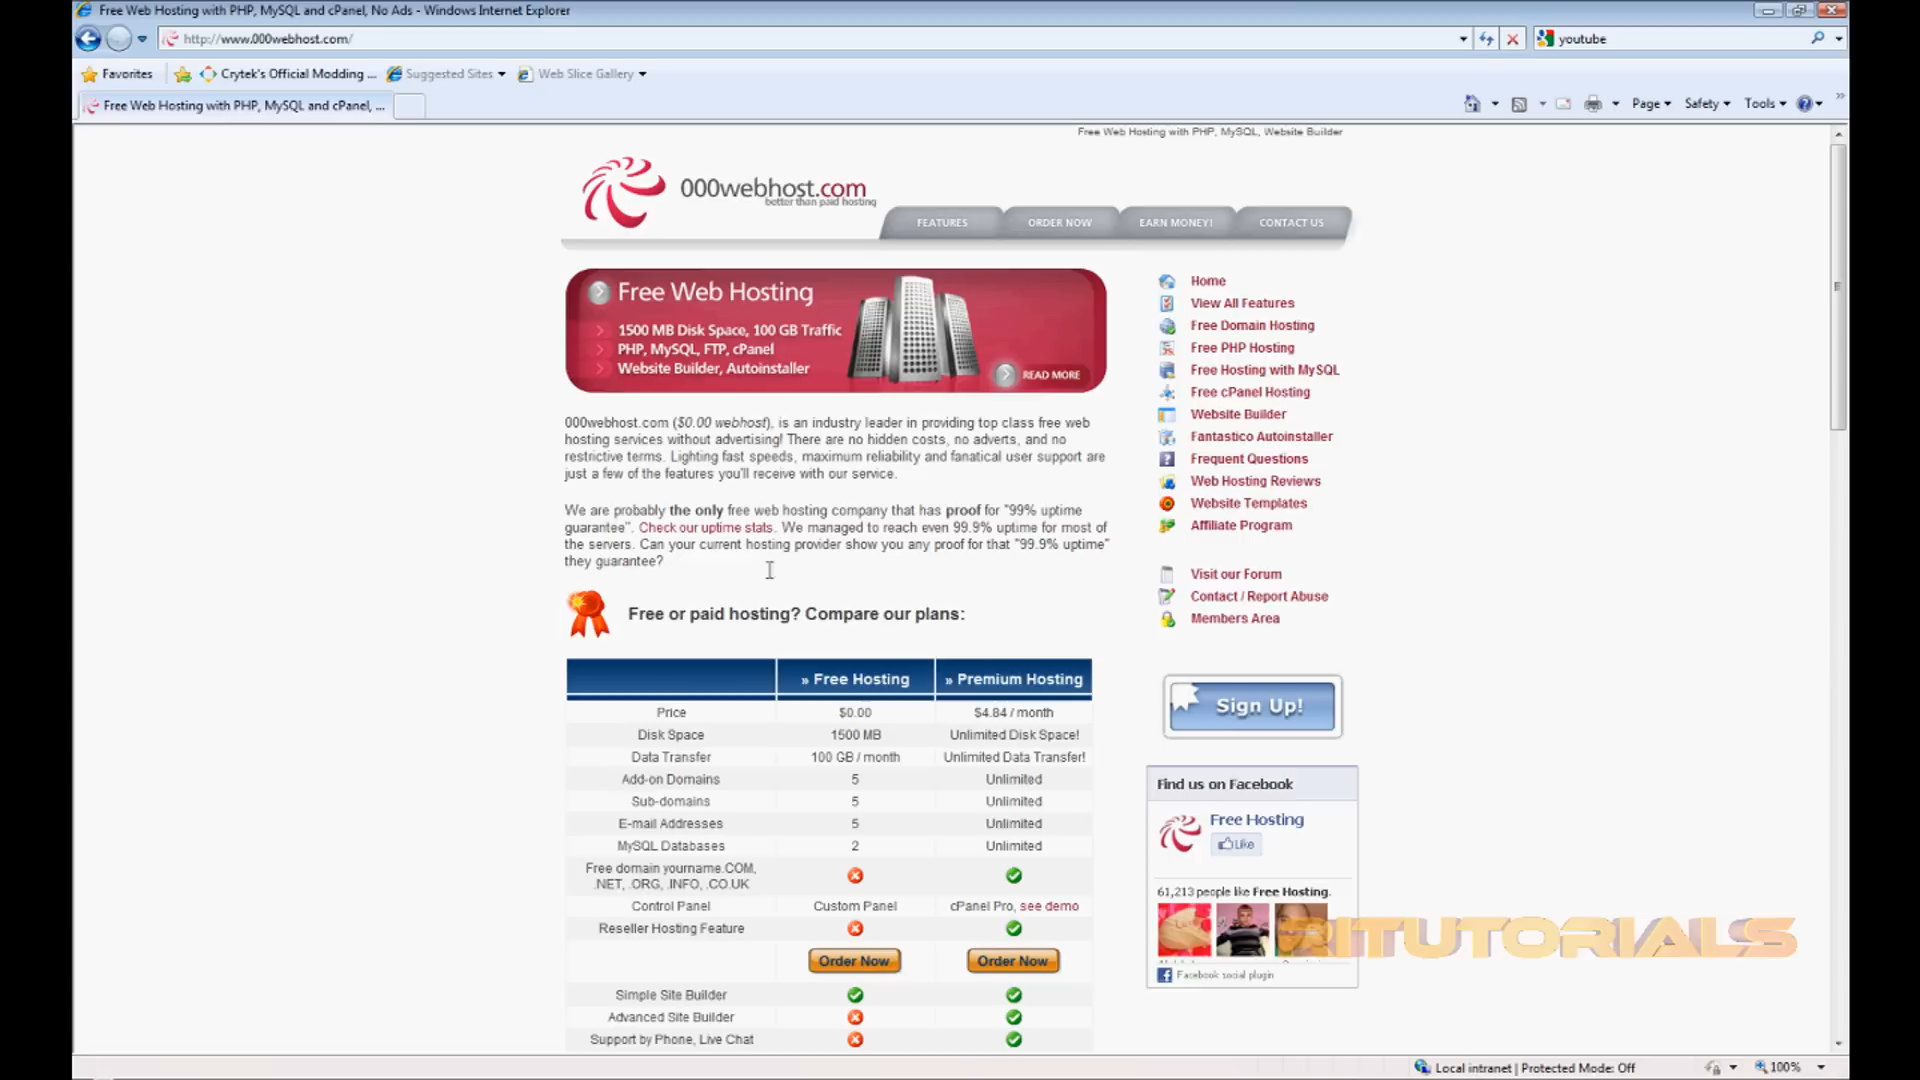 Free Web Hosting with PHP, MySQL and cPanel, No Ads - Windows Internet Explorer
http://www.000webhost.com/
youtube
Favorites
Crytek's Official Modding ...
Suggested Sites
Web Slice Gallery
Free Web Hosting with PHP, MySQL and cPanel, ...
Page
Safety
Tools
Free Web Hosting with PHP, MySQL, Website Builder
000webhost.com
better than paid hosting
FEATURES
ORDER NOW
EARN MONEY!
CONTACT US
Free Web Hosting
1500 MB Disk Space, 100 GB Traffic
PHP, MySQL, FTP, cPanel
Website Builder, Autoinstaller
READ MORE
000webhost.com ($0.00 webhost), is an industry leader in providing top class free web
hosting services without advertising! There are no hidden costs, no adverts, and no
restrictive terms. Lighting fast speeds, maximum reliability and fanatical user support are
just a few of the features you'll receive with our service.
We are probably the only free web hosting company that has proof for "99% uptime
guarantee". Check our uptime stats. We managed to reach even 99.9% uptime for most of
the servers. Can your current hosting provider show you any proof for that "99.9% uptime"
they guarantee?
Free or paid hosting? Compare our plans:
» Free Hosting » Premium Hosting
Price $0.00 $4.84 / month
Disk Space 1500 MB Unlimited Disk Space!
Data Transfer 100 GB / month Unlimited Data Transfer!
Add-on Domains 5 Unlimited
Sub-domains 5 Unlimited
E-mail Addresses 5 Unlimited
MySQL Databases 2 Unlimited
Free domain yourname.COM,
.NET, .ORG, .INFO, .CO.UK
Control Panel Custom Panel cPanel Pro, see demo
Reseller Hosting Feature
Order Now Order Now
Simple Site Builder
Advanced Site Builder
Support by Phone, Live Chat
Home
View All Features
Free Domain Hosting
Free PHP Hosting
Free Hosting with MySQL
Free cPanel Hosting
Website Builder
Fantastico Autoinstaller
Frequent Questions
Web Hosting Reviews
Website Templates
Affiliate Program
Visit our Forum
Contact / Report Abuse
Members Area
Sign Up!
Find us on Facebook
Free Hosting
Like
61,213 people like Free Hosting.
Facebook social plugin
RITUTORIALS
Local intranet | Protected Mode: Off
100%